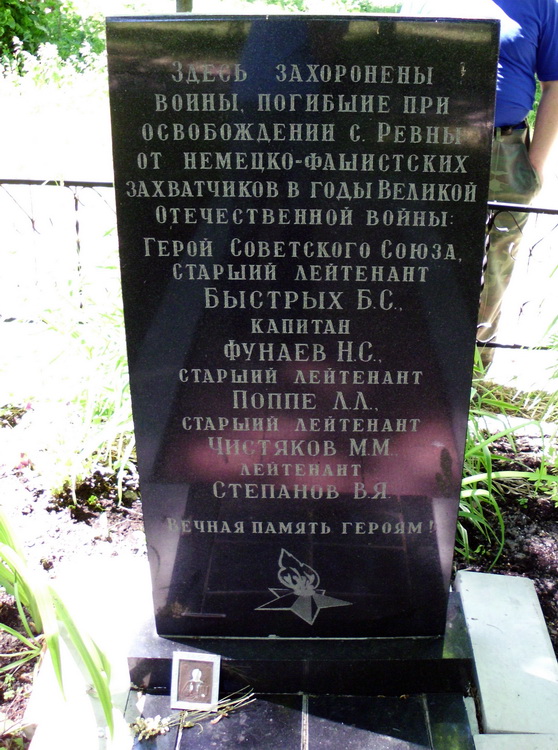 Здесь захоронены
воины, погибшие при
освобождении с. Ревны
от немецко-фашистских
захватчиков в годы Великой
Отечественной войны:
Герой Советского Союза,
старший лейтенант
Быстрых Б.С.,
капитан
Фунаев Н.С.,
старший лейтенант
Поппе Л.Л.,
старший лейтенант
Чистяков М.М.,
лейтенант
Степанов В.Я.
Вечная память героям!